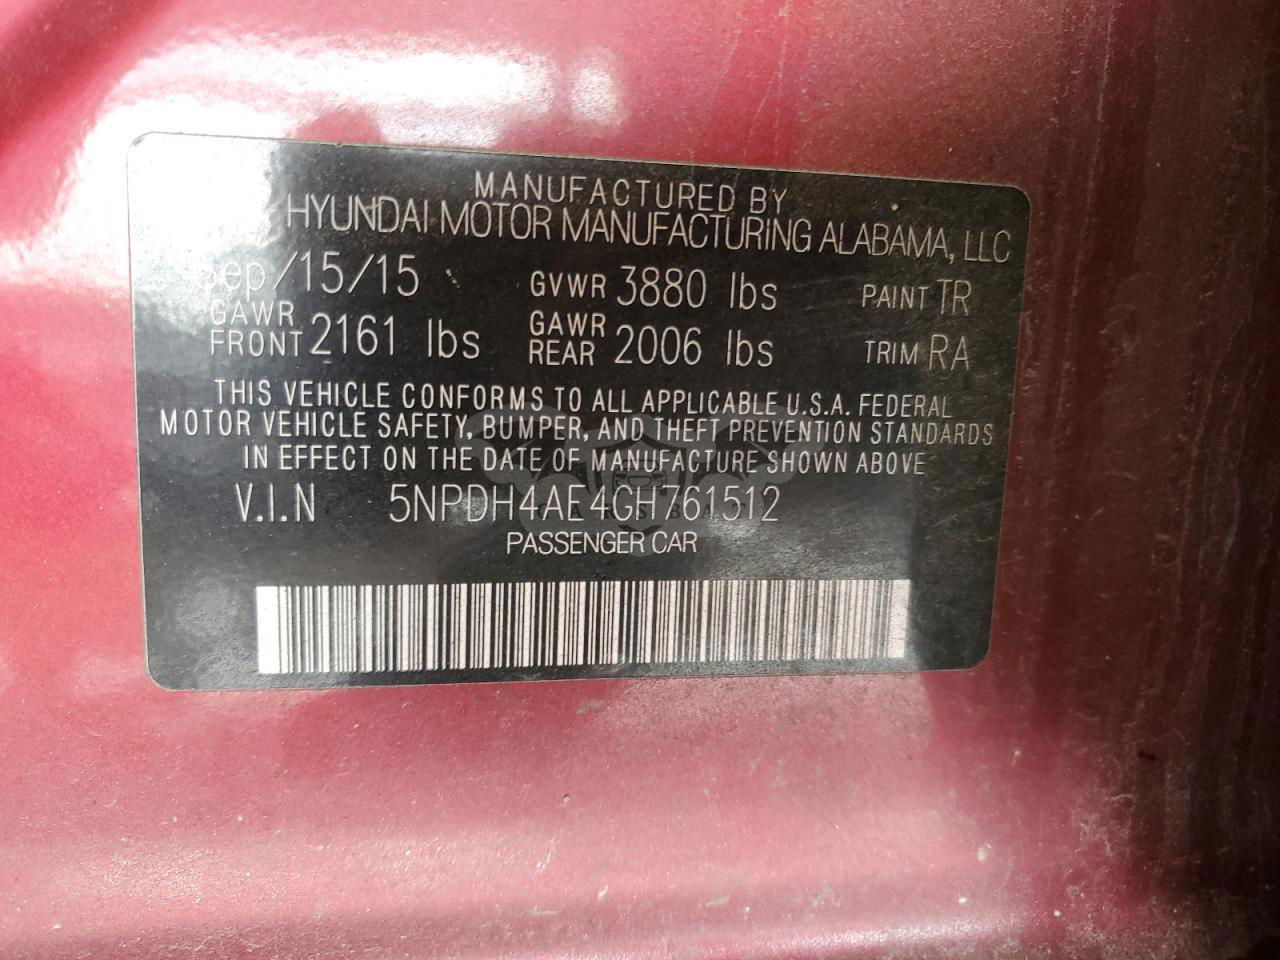 MANUFACTURED BY
HYUNDAI MOTOR MANUFACTURING ALABAMA, LLC
Sep/15/15 GVWR 3880 lbs PAINT TR
GAWR FRONT 2161 lbs GAWR REAR 2006 lbs TRIM RA
THIS VEHICLE CONFORMS TO ALL APPLICABLE U.S.A. FEDERAL
MOTOR VEHICLE SAFETY, BUMPER, AND THEFT PREVENTION STANDARDS
IN EFFECT ON THE DATE OF MANUFACTURE SHOWN ABOVE
V.I.N 5NPDH4AE4GH761512
PASSENGER CAR